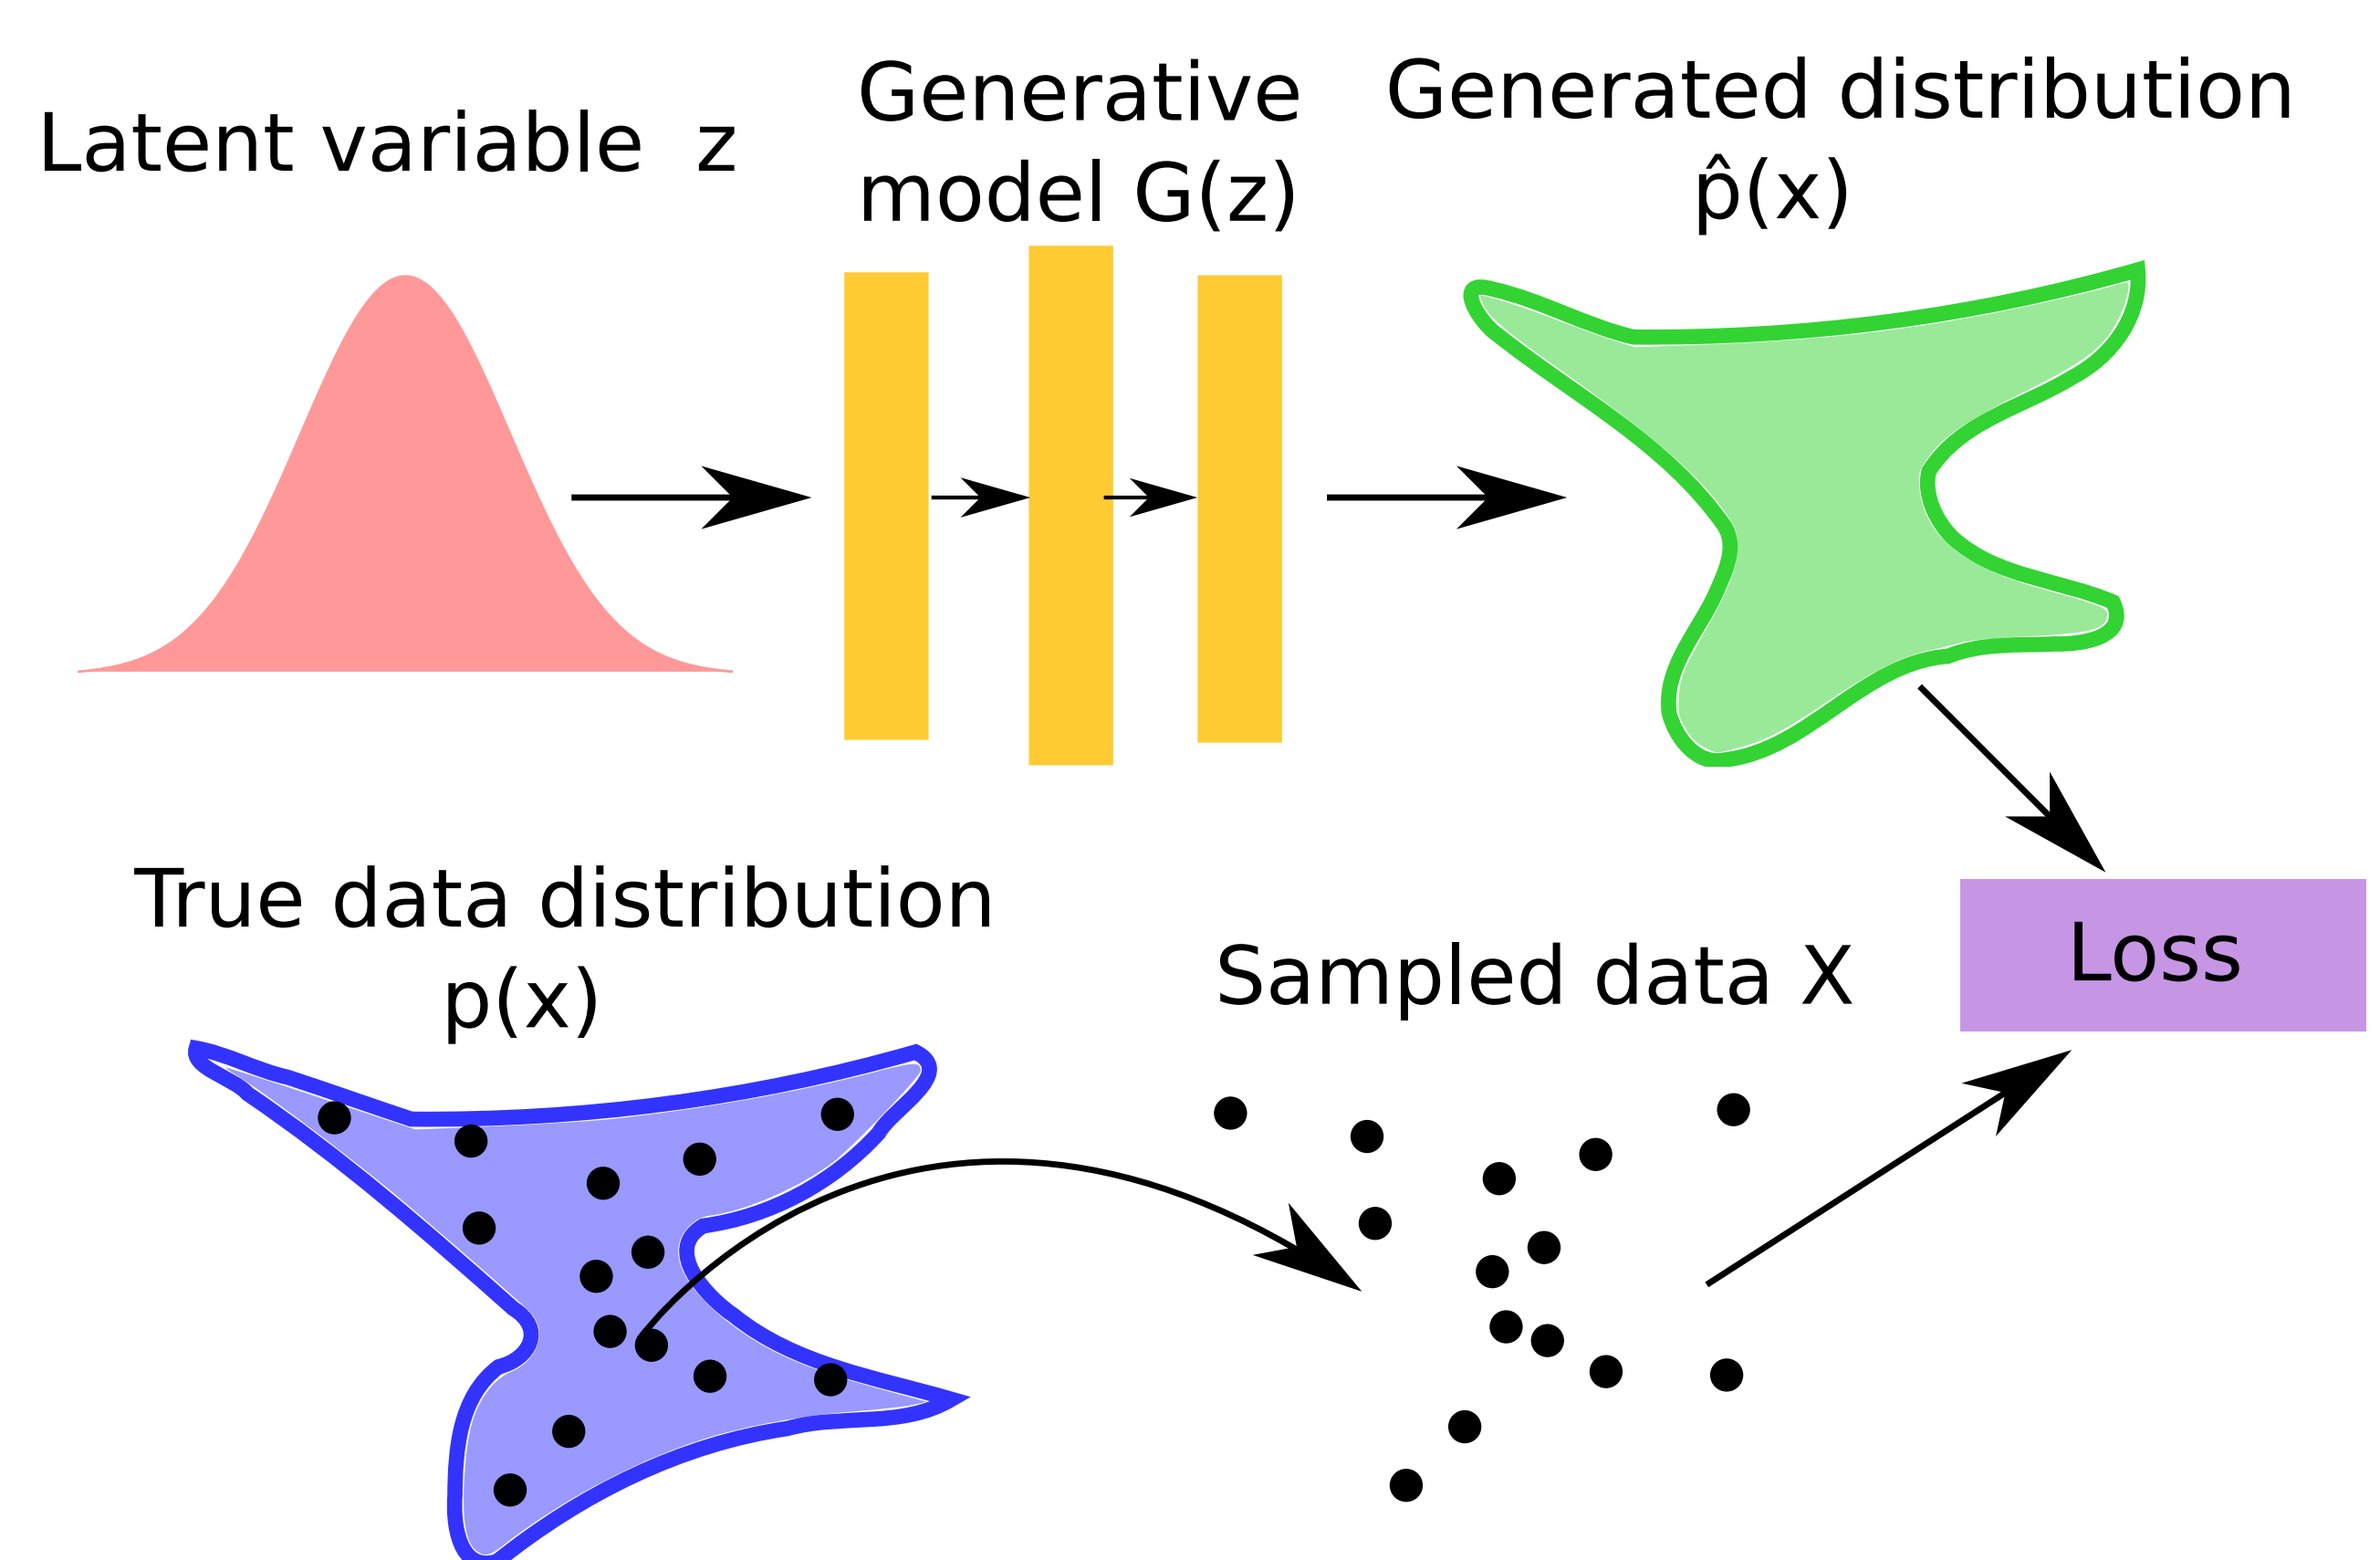 Latent variable z
Generative
model G(z)
Generated distribution
p̂(x)
True data distribution
p(x)
Sampled data X
Loss